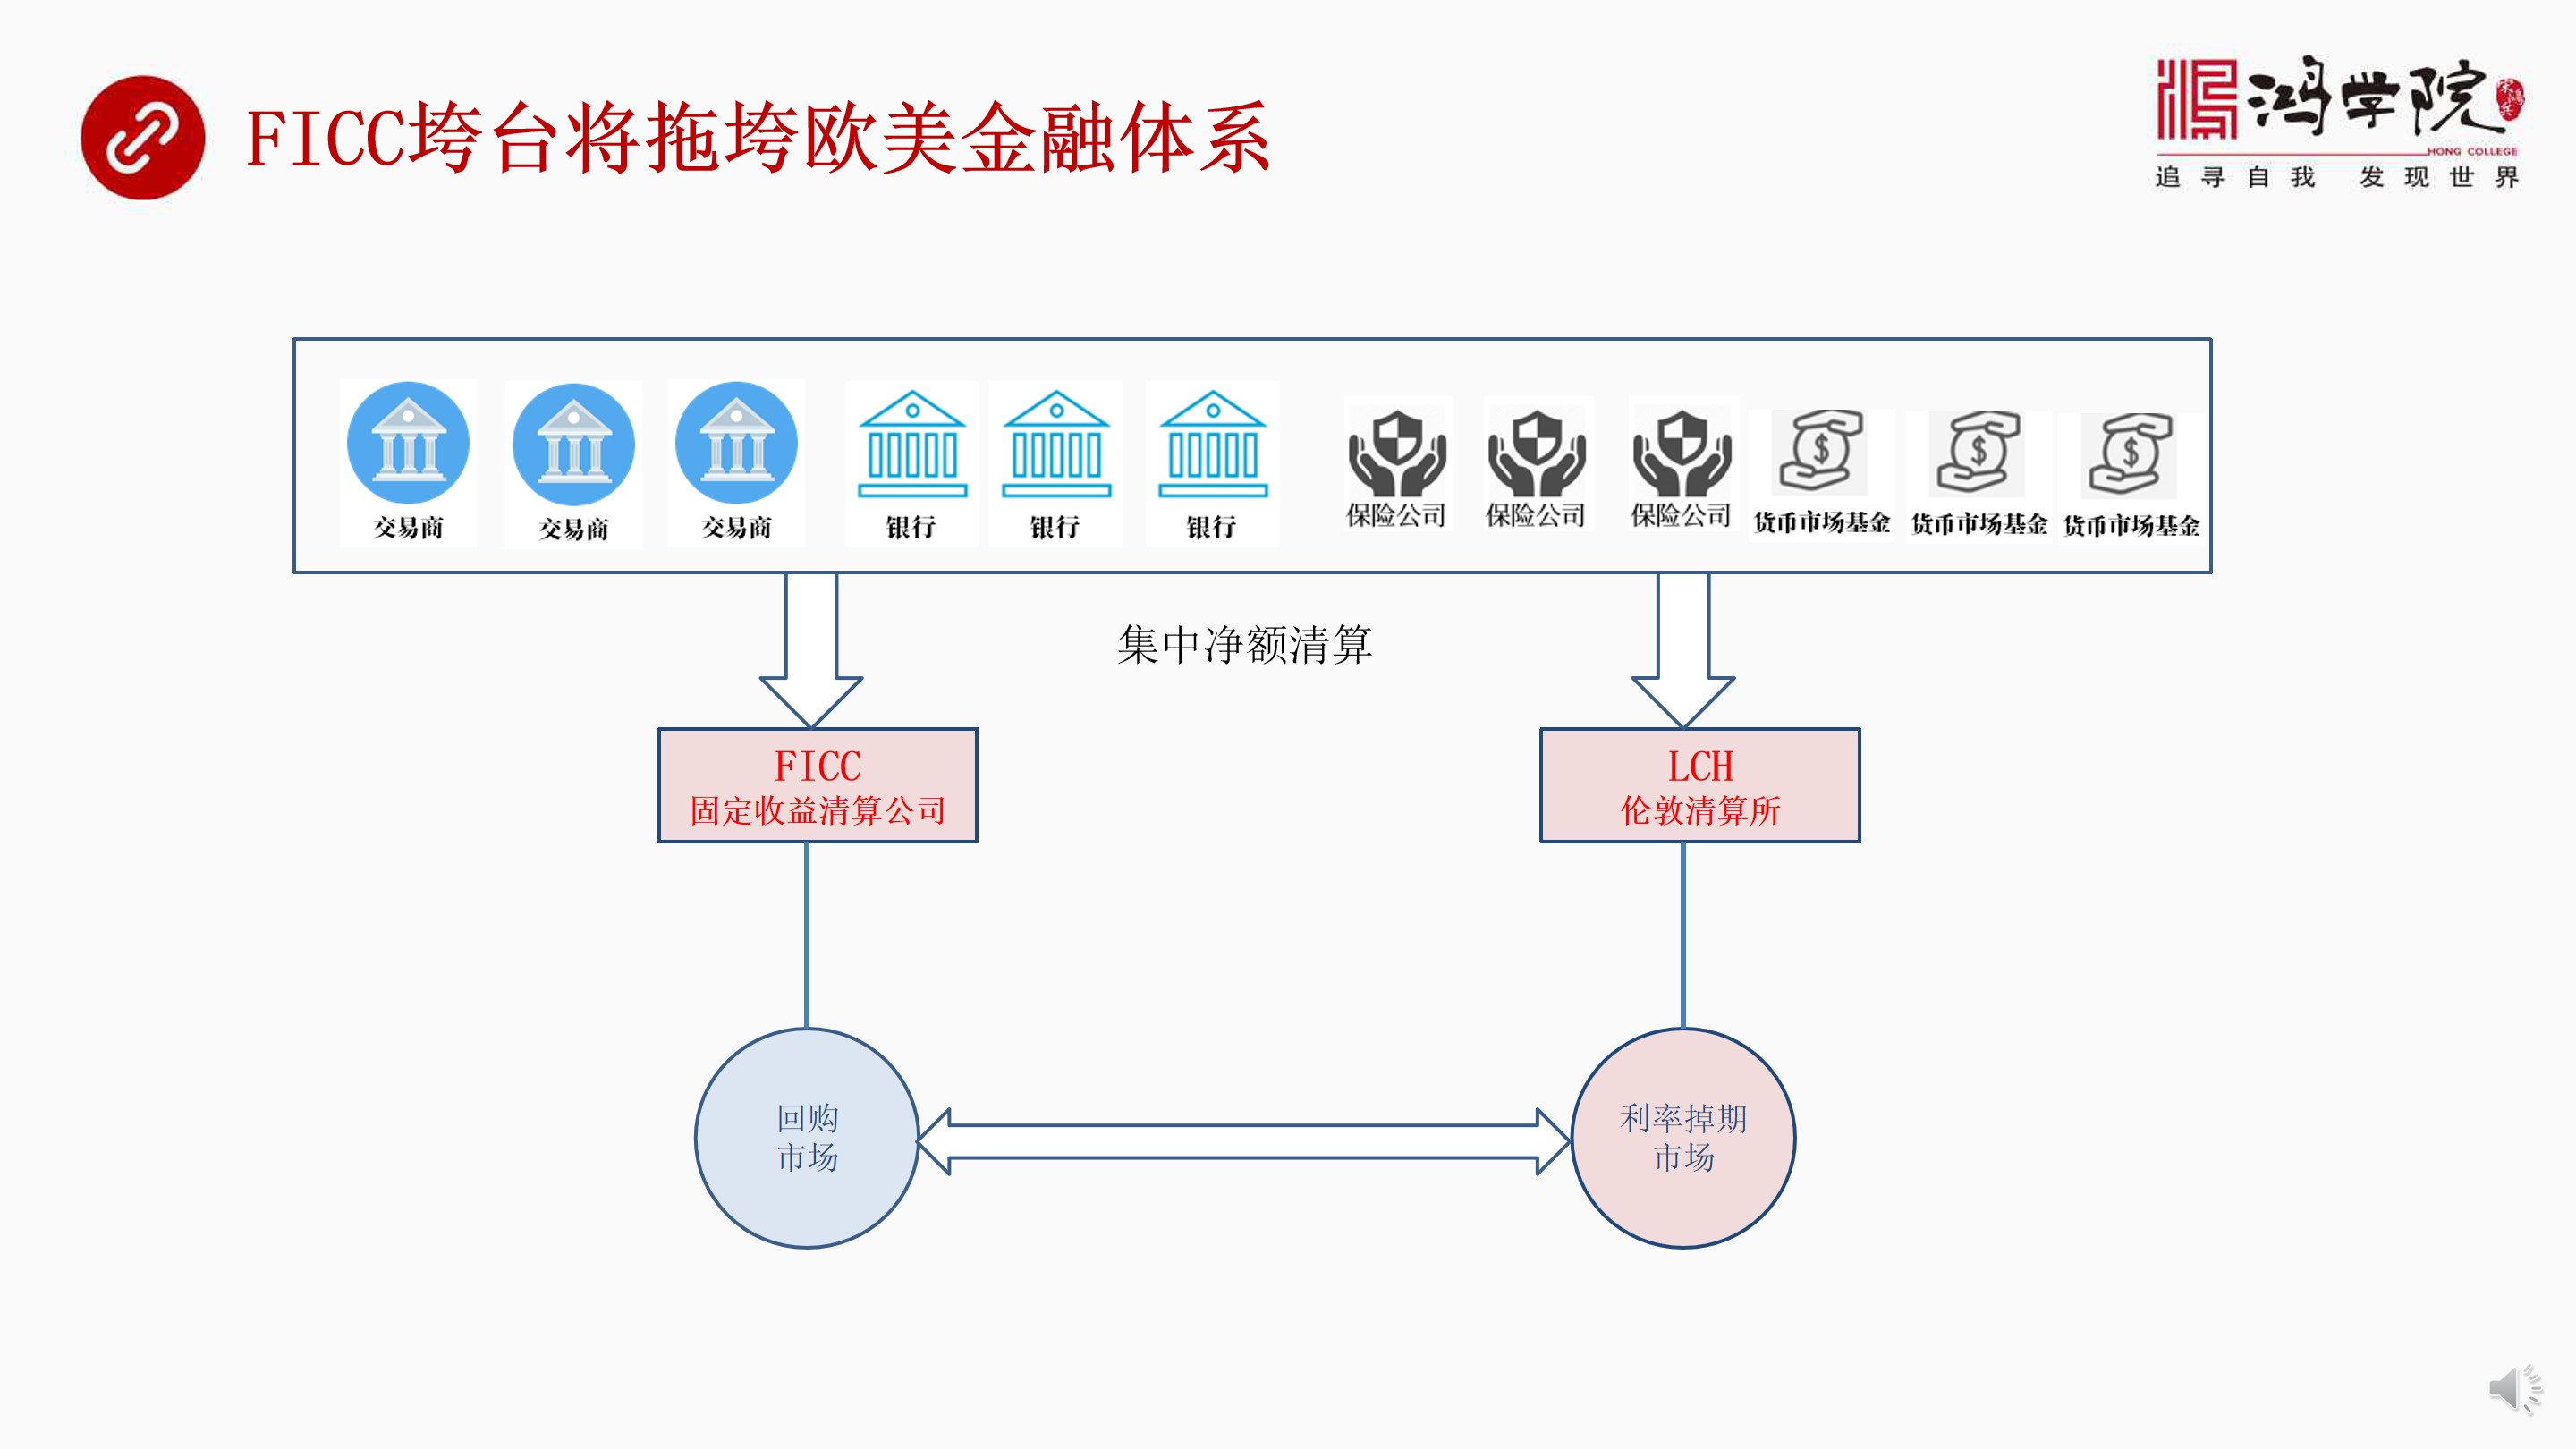 FICC垮台将拖垮欧美金融体系
鸿学院
HONG COLLEGE
追寻自我 发现世界
交易商 交易商 交易商 银行 银行 银行 保险公司 保险公司 保险公司 货币市场基金 货币市场基金 货币市场基金
集中净额清算
FICC
固定收益清算公司
LCH
伦敦清算所
回购
市场
利率掉期
市场